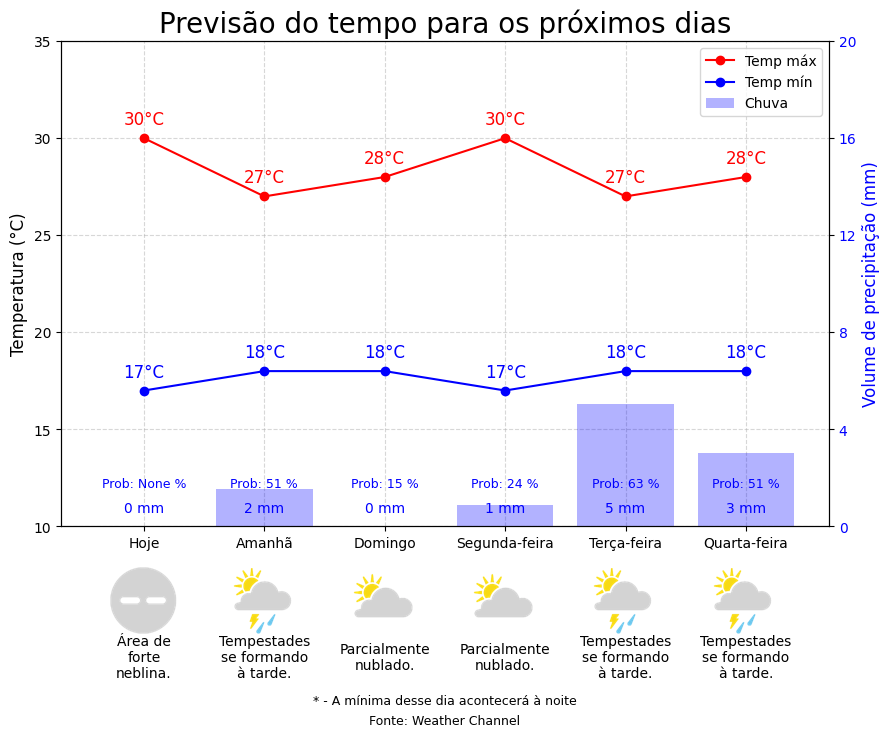 Previsão do tempo para os próximos dias
Temp máx
Temp mín
Chuva
35
30
25
20
15
10
Temperatura (°C)
20
16
12
8
4
0
Volume de precipitação (mm)
30°C
27°C
28°C
30°C
27°C
28°C
17°C
18°C
18°C
17°C
18°C
18°C
Prob: None %
Prob: 51 %
Prob: 15 %
Prob: 24 %
Prob: 63 %
Prob: 51 %
0 mm
2 mm
0 mm
1 mm
5 mm
3 mm
Hoje
Amanhã
Domingo
Segunda-feira
Terça-feira
Quarta-feira
Área de
forte
neblina.
Tempestades
se formando
à tarde.
Parcialmente
nublado.
Parcialmente
nublado.
Tempestades
se formando
à tarde.
Tempestades
se formando
à tarde.
* - A mínima desse dia acontecerá à noite
Fonte: Weather Channel